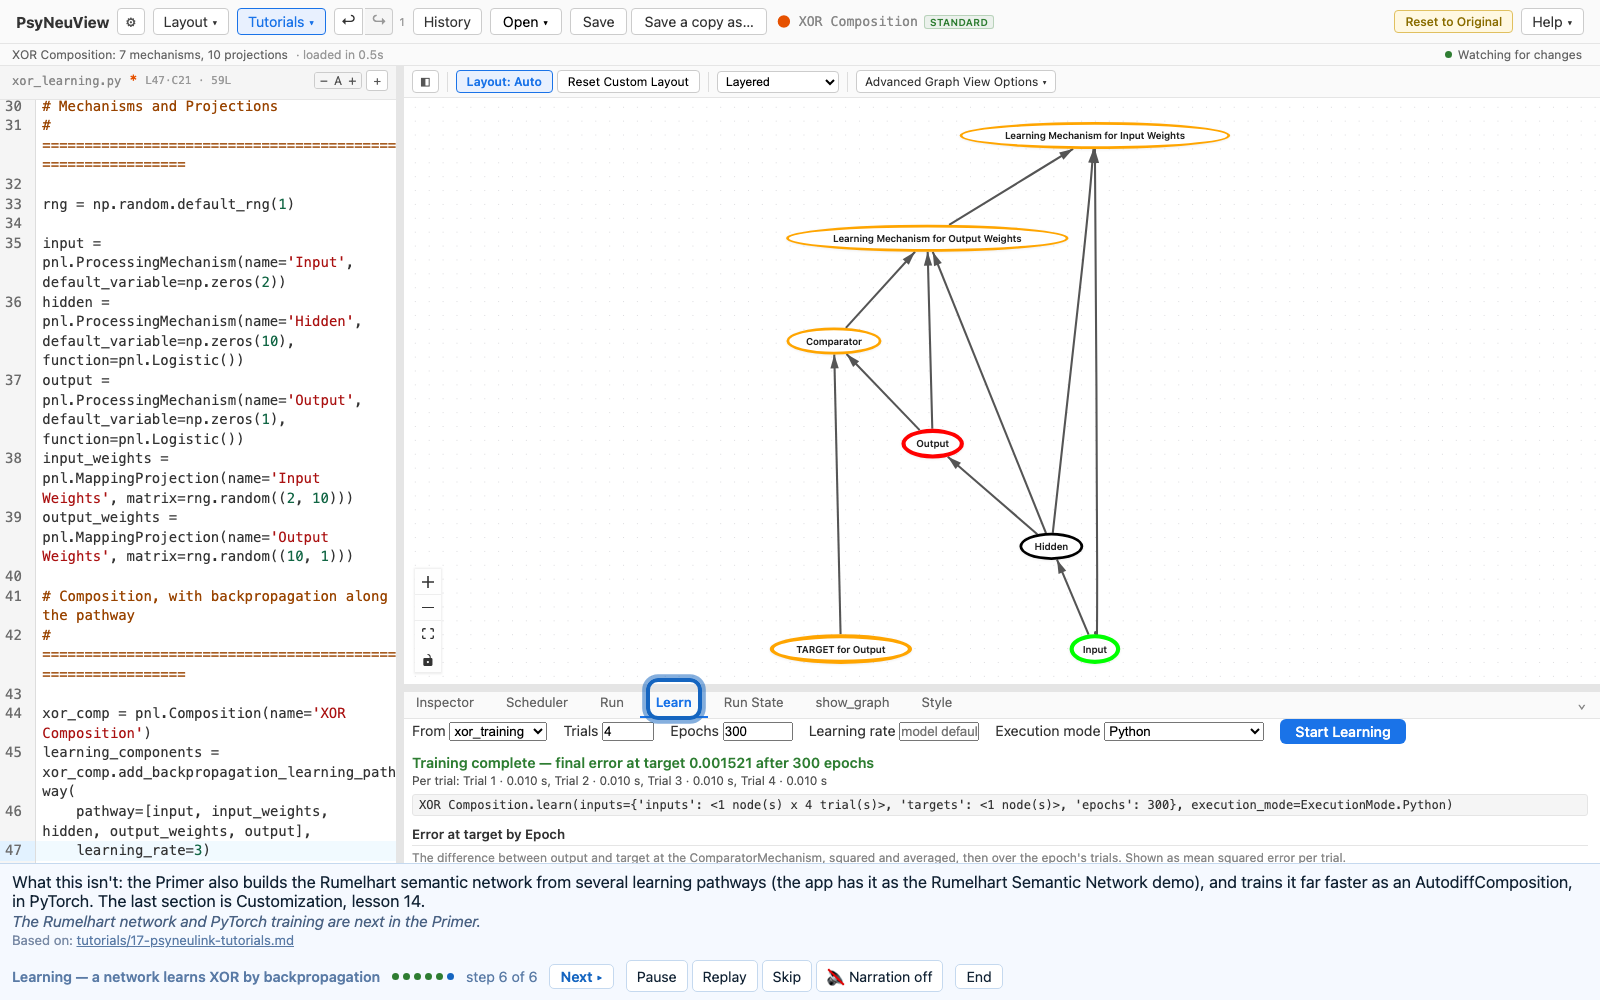 PsyNeuView ⚙ Layout ▾ Tutorials ▾ ↩ ↪ 1 History Open ▾ Save Save a copy as... XOR Composition STANDARD Reset to Original Help ▾
XOR Composition: 7 mechanisms, 10 projections · loaded in 0.5s Watching for changes
xor_learning.py * L47·C21 · 59L − A + +
Layout: Auto Reset Custom Layout Layered Advanced Graph View Options ▾
30 # Mechanisms and Projections
31 #
==========================================
=================
32
33 rng = np.random.default_rng(1)
34
35 input =
pnl.ProcessingMechanism(name='Input',
default_variable=np.zeros(2))
36 hidden =
pnl.ProcessingMechanism(name='Hidden',
default_variable=np.zeros(10),
function=pnl.Logistic())
37 output =
pnl.ProcessingMechanism(name='Output',
default_variable=np.zeros(1),
function=pnl.Logistic())
38 input_weights =
pnl.MappingProjection(name='Input
Weights', matrix=rng.random((2, 10)))
39 output_weights =
pnl.MappingProjection(name='Output
Weights', matrix=rng.random((10, 1)))
40
41 # Composition, with backpropagation along
the pathway
42 #
==========================================
=================
43
44 xor_comp = pnl.Composition(name='XOR
Composition')
45 learning_components =
xor_comp.add_backpropagation_learning_path
way(
46 pathway=[input, input_weights,
hidden, output_weights, output],
47 learning_rate=3)
Learning Mechanism for Input Weights
Learning Mechanism for Output Weights
Comparator
Output
Hidden
TARGET for Output
Input
Inspector Scheduler Run Learn Run State show_graph Style
From xor_training Trials 4 Epochs 300 Learning rate model defaul Execution mode Python Start Learning
Training complete — final error at target 0.001521 after 300 epochs
Per trial: Trial 1 · 0.010 s, Trial 2 · 0.010 s, Trial 3 · 0.010 s, Trial 4 · 0.010 s
XOR Composition.learn(inputs={'inputs': <1 node(s) x 4 trial(s)>, 'targets': <1 node(s)>, 'epochs': 300}, execution_mode=ExecutionMode.Python)
Error at target by Epoch
The difference between output and target at the ComparatorMechanism, squared and averaged, then over the epoch's trials. Shown as mean squared error per trial.
What this isn't: the Primer also builds the Rumelhart semantic network from several learning pathways (the app has it as the Rumelhart Semantic Network demo), and trains it far faster as an AutodiffComposition,
in PyTorch. The last section is Customization, lesson 14.
The Rumelhart network and PyTorch training are next in the Primer.
Based on: tutorials/17-psyneulink-tutorials.md
Learning — a network learns XOR by backpropagation step 6 of 6 Next ▸ Pause Replay Skip Narration off End